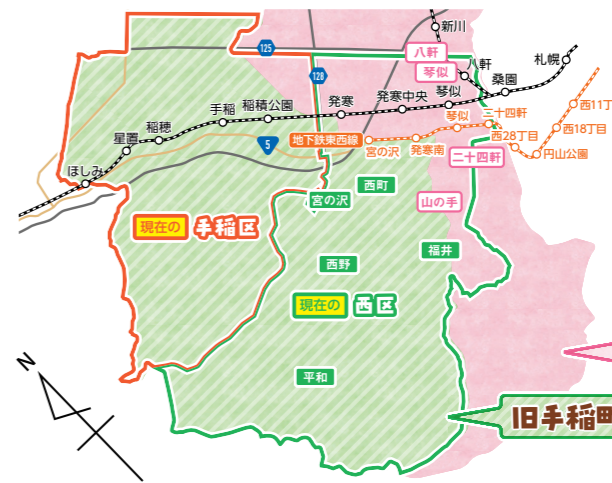 新川
八軒
八軒
琴似
札幌
桑園
125
128
琴似
発寒中央
発寒
稲積公園
手稲
稲穂
星置
ほしみ
5
地下鉄東西線
宮の沢
発寒南
琴似
二十四軒
西28丁目
円山公園
西18丁目
西11丁
二十四軒
西町
宮の沢
山の手
福井
西野
平和
現在の 手稲区
現在の 西区
旧手稲町
N